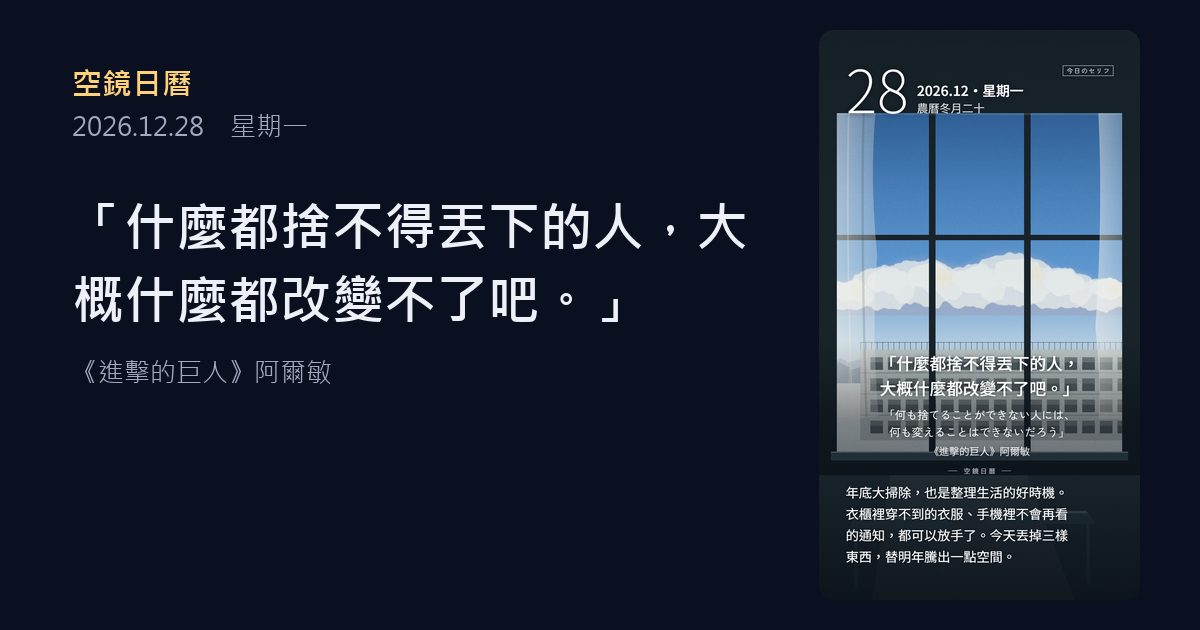 空鏡日曆
2026.12.28 星期一
「什麼都捨不得丟下的人，大
概什麼都改變不了吧。」
《進擊的巨人》阿爾敏
今日のセリフ
28
2026.12・星期一
農曆冬月二十
「什麼都捨不得丟下的人，
大概什麼都改變不了吧。」
「何も捨てることができない人には、
何も変えることはできないだろう」
《進擊的巨人》阿爾敏
— 空鏡日曆 —
年底大掃除，也是整理生活的好時機。
衣櫃裡穿不到的衣服、手機裡不會再看
的通知，都可以放手了。今天丟掉三樣
東西，替明年騰出一點空間。